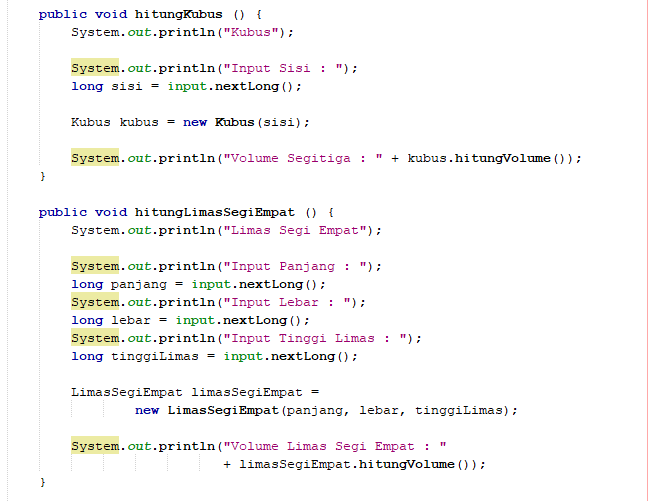 public void hitungKubus () {
System.out.println("Kubus");
System.out.println("Input Sisi : ");
long sisi = input.nextLong();
Kubus kubus = new Kubus(sisi);
System.out.println("Volume Segitiga : " + kubus.hitungVolume());
}
public void hitungLimasSegiEmpat () {
System.out.println("Limas Segi Empat");
System.out.println("Input Panjang : ");
long panjang = input.nextLong();
System.out.println("Input Lebar : ");
long lebar = input.nextLong();
System.out.println("Input Tinggi Limas : ");
long tinggiLimas = input.nextLong();
LimasSegiEmpat limasSegiEmpat =
new LimasSegiEmpat(panjang, lebar, tinggiLimas);
System.out.println("Volume Limas Segi Empat : "
+ limasSegiEmpat.hitungVolume());
}